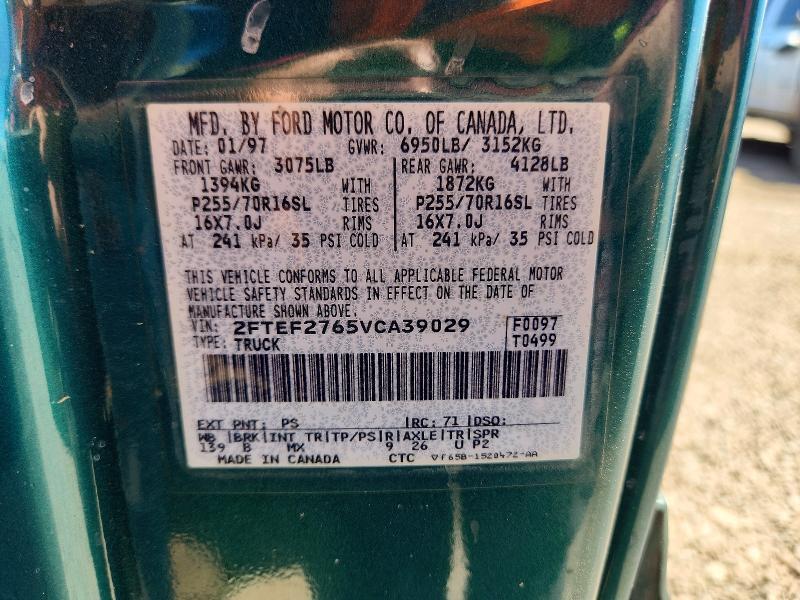 MFD. BY FORD MOTOR CO. OF CANADA, LTD.
DATE: 01/97 GVWR: 6950LB/ 3152KG
FRONT GAWR: 3075LB REAR GAWR: 4128LB
1394KG WITH 1872KG WITH
P255/70R16SL TIRES P255/70R16SL TIRES
16X7.0J RIMS 16X7.0J RIMS
AT 241 kPa/ 35 PSI COLD AT 241 kPa/ 35 PSI COLD
THIS VEHICLE CONFORMS TO ALL APPLICABLE FEDERAL MOTOR
VEHICLE SAFETY STANDARDS IN EFFECT ON THE DATE OF
MANUFACTURE SHOWN ABOVE.
VIN: 2FTEF2765VCA39029 F0097
TYPE: TRUCK T0499
EXT PNT: PS RC: 71 DSO:
WB BRK INT TR TP/PS R AXLE TR SPR
139 B MX 9 26 U P2
MADE IN CANADA CTC VF65B-1520472-AA